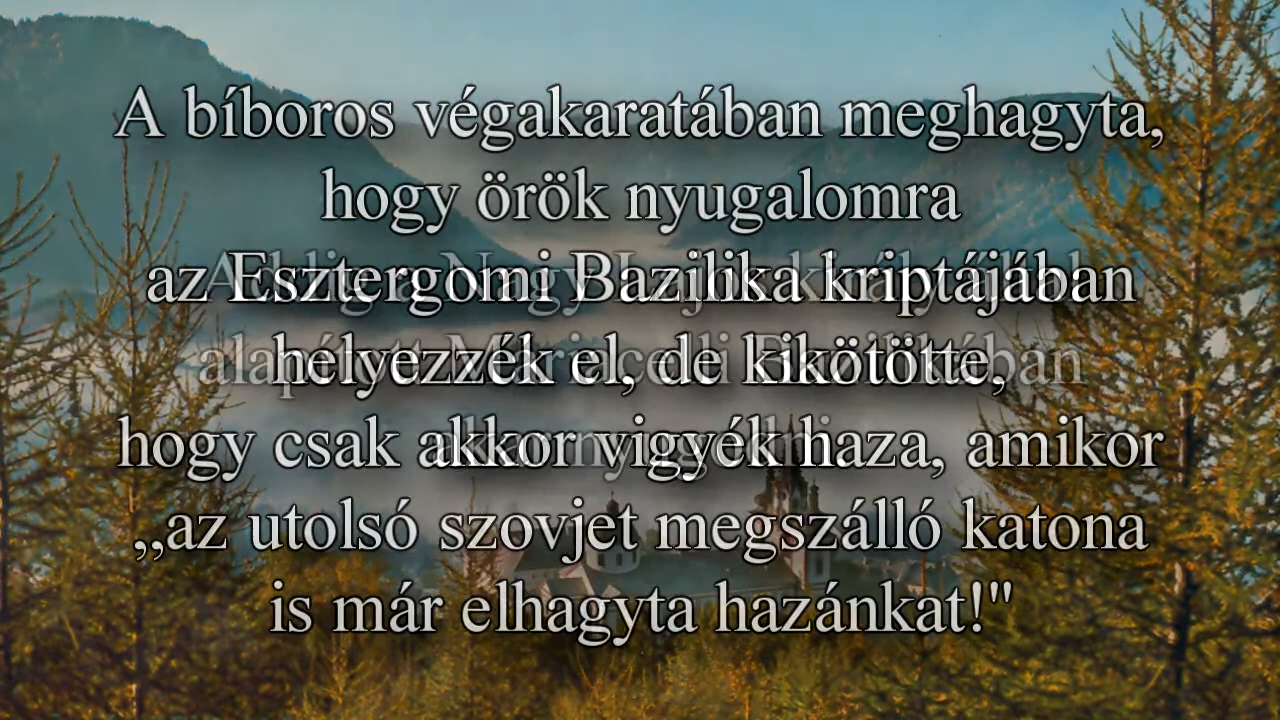 A bíboros végakaratában meghagyta,
hogy örök nyugalomra
az Esztergomi Bazilika kriptájában
helyezzék el, de kikötötte,
hogy csak akkor vigyék haza, amikor
„az utolsó szovjet megszálló katona
is már elhagyta hazánkat!"